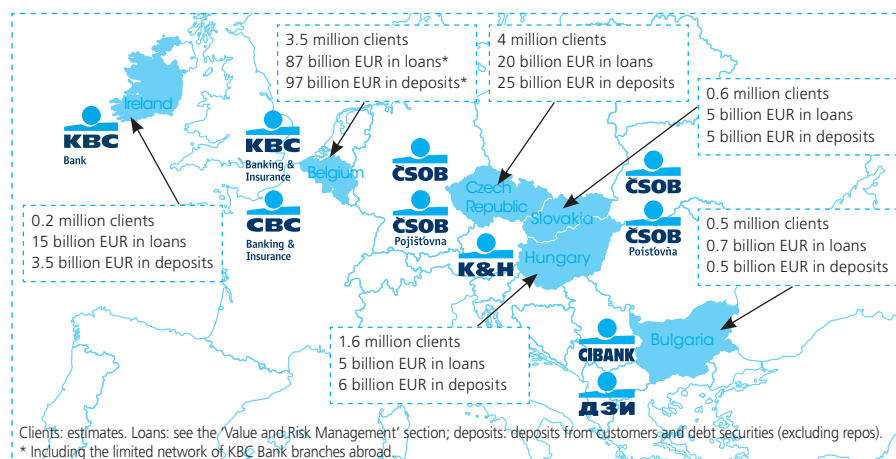 3.5 million clients
87 billion EUR in loans*
97 billion EUR in deposits*
4 million clients
20 billion EUR in loans
25 billion EUR in deposits
0.6 million clients
5 billion EUR in loans
5 billion EUR in deposits
Ireland
KBC
Bank
KBC
Banking &
Insurance
Belgium
ČSOB
Czech
Republic
ČSOB
Slovakia
CBC
Banking &
Insurance
ČSOB
Pojišťovna
ČSOB
Poisťovňa
0.2 million clients
15 billion EUR in loans
3.5 billion EUR in deposits
0.5 million clients
0.7 billion EUR in loans
0.5 billion EUR in deposits
K&H
Hungary
1.6 million clients
5 billion EUR in loans
6 billion EUR in deposits
CIBANK
Bulgaria
ДЗИ
Clients: estimates. Loans: see the ‘Value and Risk Management’ section; deposits: deposits from customers and debt securities (excluding repos).
* Including the limited network of KBC Bank branches abroad.